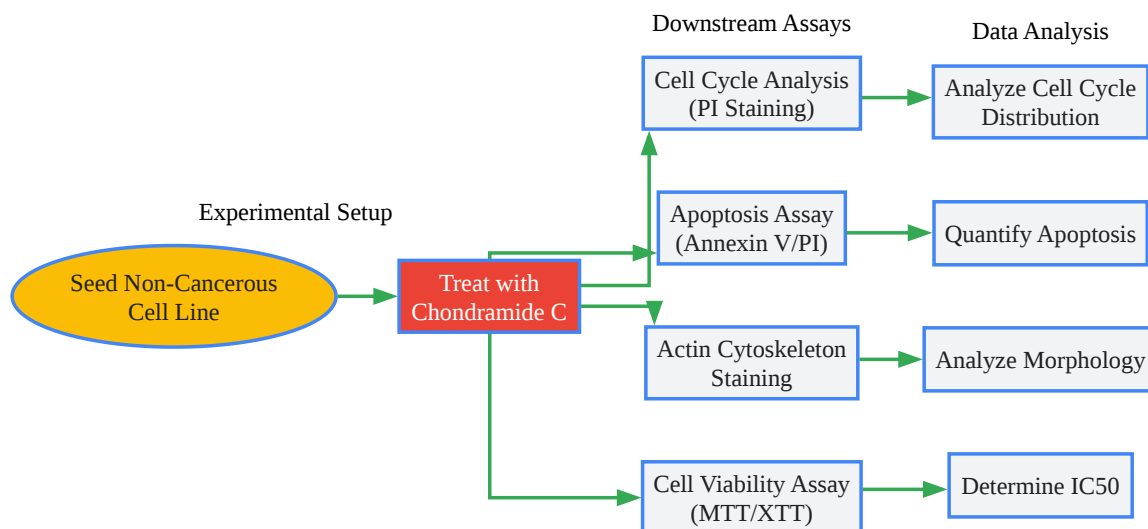 Downstream Assays
Data Analysis
Cell Cycle Analysis
(PI Staining)
Analyze Cell Cycle
Distribution
Experimental Setup
Apoptosis Assay
(Annexin V/PI)
Quantify Apoptosis
Seed Non-Cancerous
Cell Line
Treat with
Chondramide C
Actin Cytoskeleton
Staining
Analyze Morphology
Cell Viability Assay
(MTT/XTT)
Determine IC50